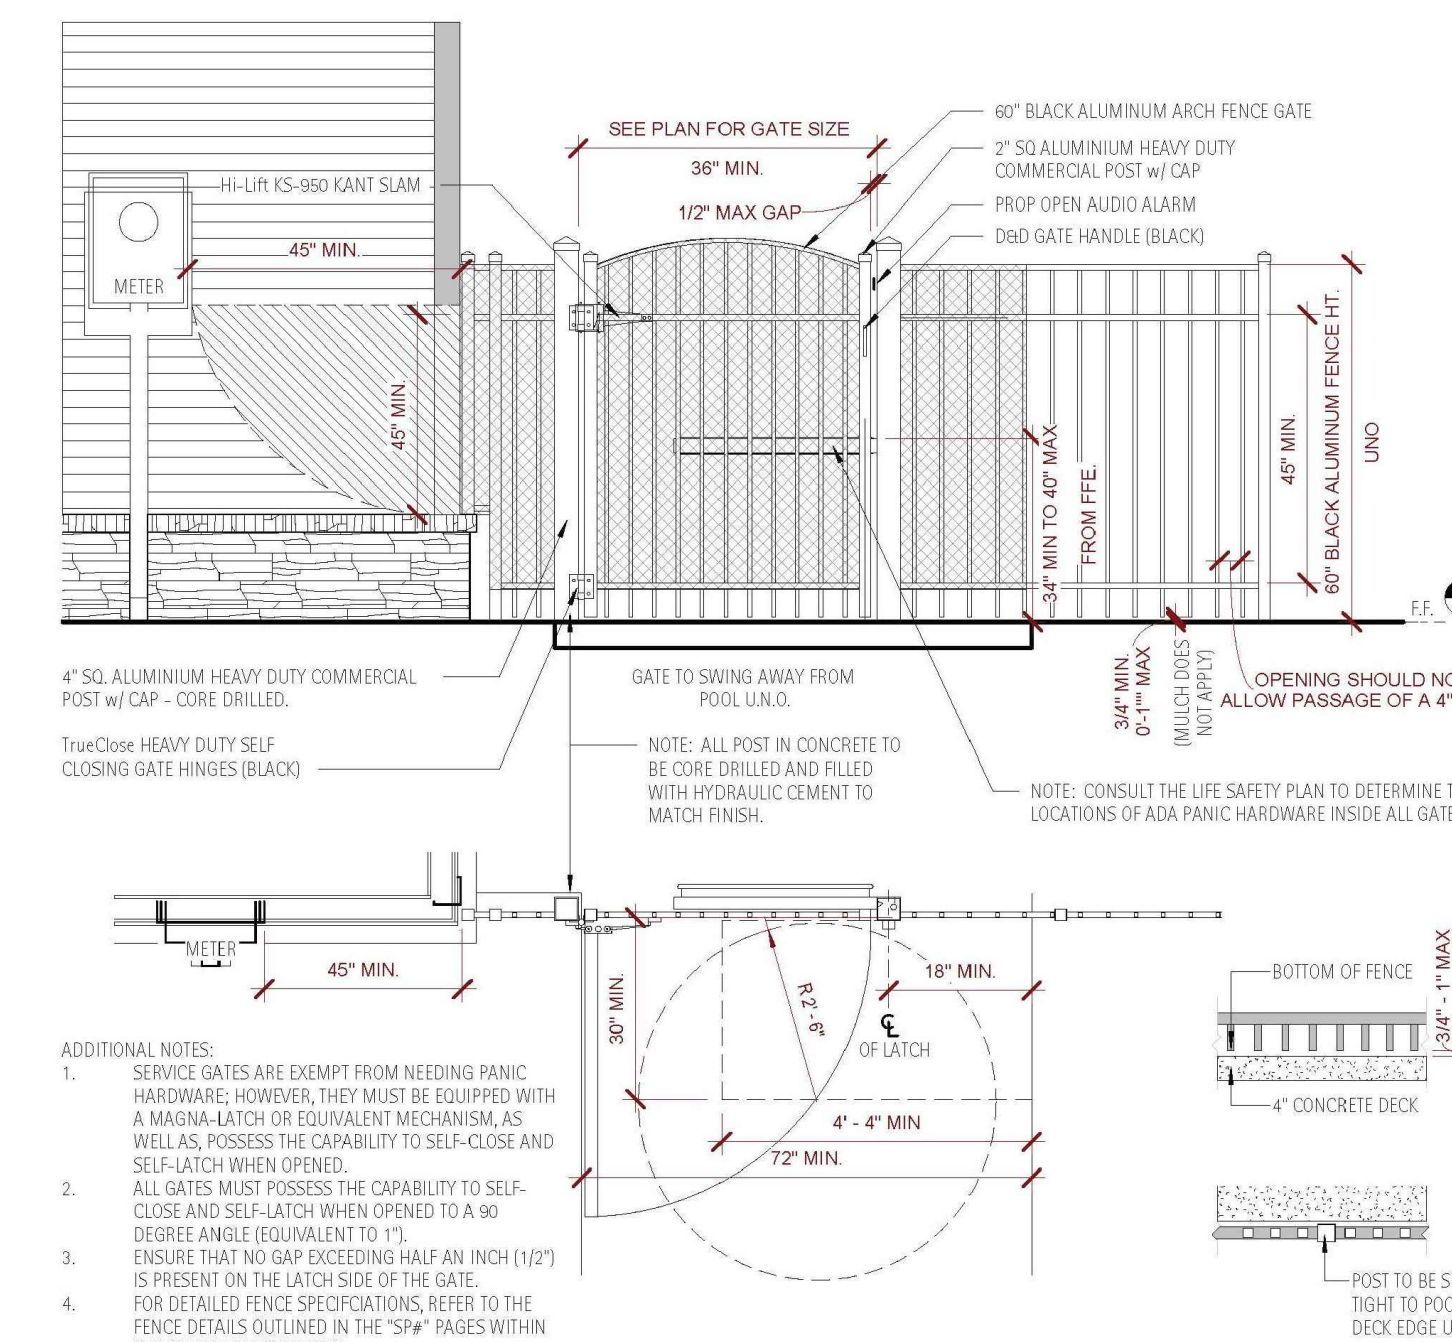 SEE PLAN FOR GATE SIZE
36" MIN.
1/2" MAX GAP
60" BLACK ALUMINUM ARCH FENCE GATE
2" SQ ALUMINIUM HEAVY DUTY
COMMERCIAL POST w/ CAP
PROP OPEN AUDIO ALARM
D&D GATE HANDLE (BLACK)
Hi-Lift KS-950 KANT SLAM
45" MIN.
METER
45" MIN.
34" MIN TO 40" MAX
FROM FFE.
45" MIN.
60" BLACK ALUMINUM FENCE HT.
UNO
F.F.
4" SQ. ALUMINIUM HEAVY DUTY COMMERCIAL
POST w/ CAP - CORE DRILLED.
TrueClose HEAVY DUTY SELF
CLOSING GATE HINGES (BLACK)
GATE TO SWING AWAY FROM
POOL U.N.O.
NOTE: ALL POST IN CONCRETE TO
BE CORE DRILLED AND FILLED
WITH HYDRAULIC CEMENT TO
MATCH FINISH.
3/4" MIN.
0'-1"" MAX
(MULCH DOES
NOT APPLY)
OPENING SHOULD
ALLOW PASSAGE OF A 4"
NOTE: CONSULT THE LIFE SAFETY PLAN TO DETERMINE
LOCATIONS OF ADA PANIC HARDWARE INSIDE ALL
METER
45" MIN.
30" MIN.
R 2' - 6"
18" MIN.
℄
OF LATCH
4' - 4" MIN
72" MIN.
BOTTOM OF FENCE
3/4" - 1" MAX
4" CONCRETE DECK
POST TO BE
TIGHT TO
DECK EDGE
ADDITIONAL NOTES:
1. SERVICE GATES ARE EXEMPT FROM NEEDING PANIC
HARDWARE; HOWEVER, THEY MUST BE EQUIPPED WITH
A MAGNA-LATCH OR EQUIVALENT MECHANISM, AS
WELL AS, POSSESS THE CAPABILITY TO SELF-CLOSE AND
SELF-LATCH WHEN OPENED.
2. ALL GATES MUST POSSESS THE CAPABILITY TO SELF-
CLOSE AND SELF-LATCH WHEN OPENED TO A 90
DEGREE ANGLE (EQUIVALENT TO 1").
3. ENSURE THAT NO GAP EXCEEDING HALF AN INCH (1/2")
IS PRESENT ON THE LATCH SIDE OF THE GATE.
4. FOR DETAILED FENCE SPECIFCIATIONS, REFER TO THE
FENCE DETAILS OUTLINED IN THE "SP#" PAGES WITHIN